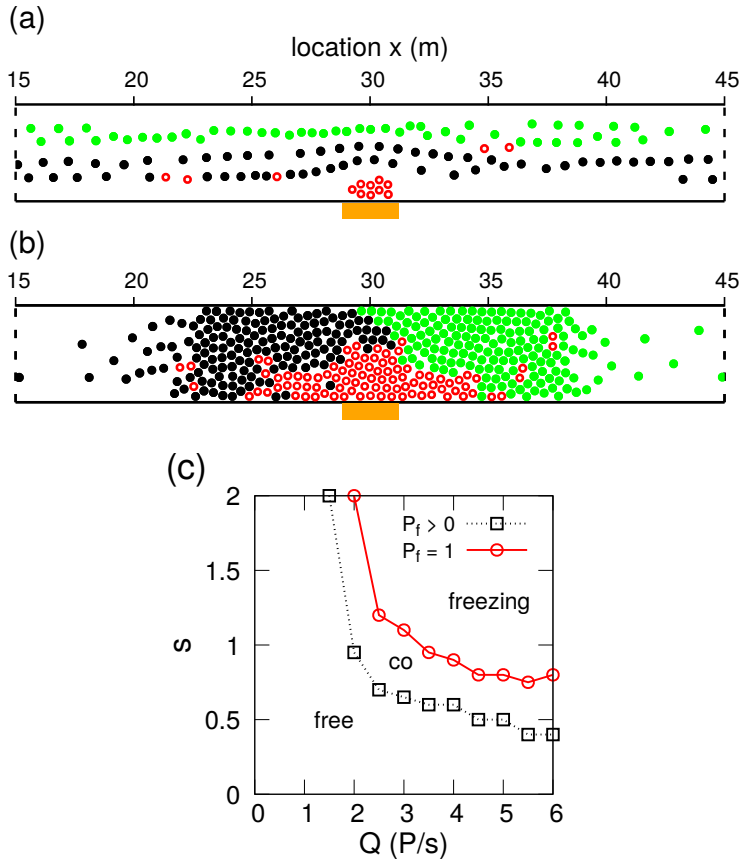 (a)
location x (m)
15 20 25 30 35 40 45
(b)
15 20 25 30 35 40 45
(c)
2
P_f > 0
P_f = 1
1.5
freezing
s
1
co
free
0.5
0
0 1 2 3 4 5 6
Q (P/s)